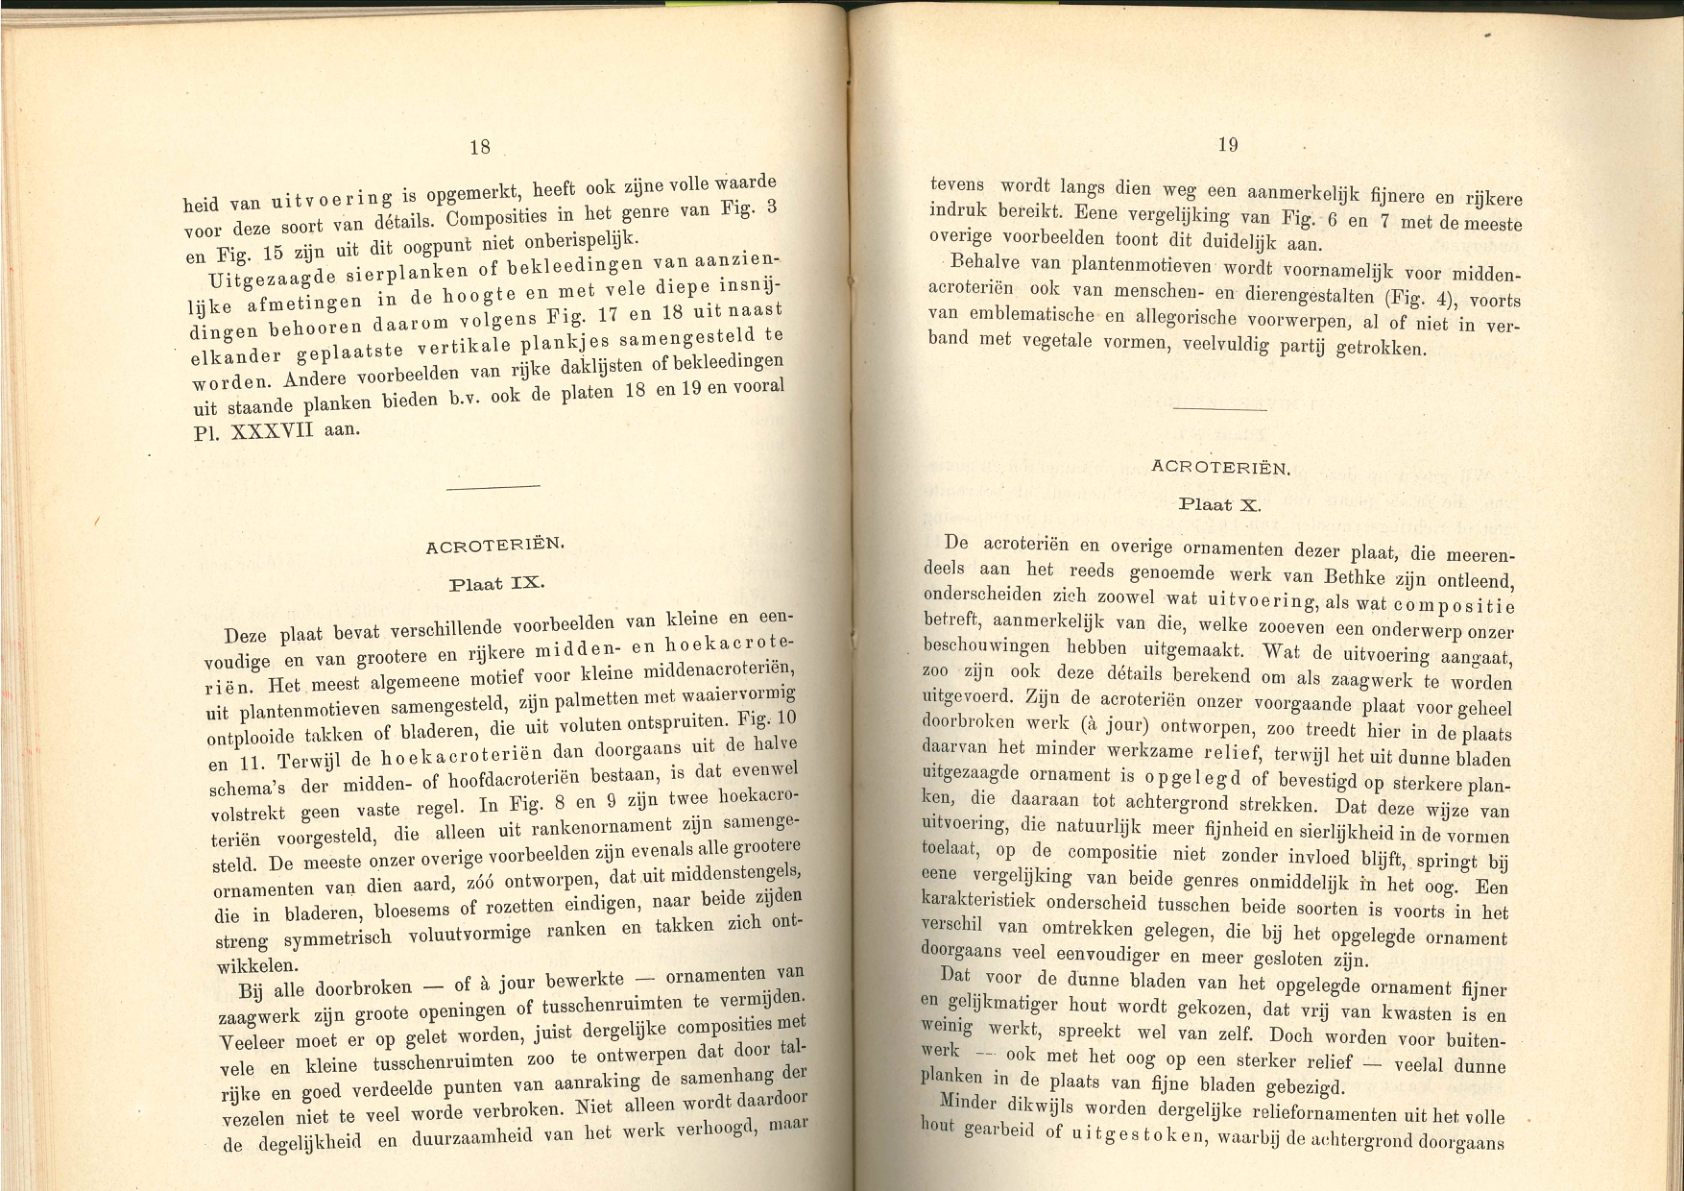 18
heid van uitvoering is opgemerkt, heeft ook zijne volle waarde
voor deze soort van détails. Composities in het genre van Fig. 3
en Fig. 15 zijn uit dit oogpunt niet onberispelijk.
Uitgezaagde sierplanken of bekleedingen van aanzien-
lijke afmetingen in de hoogte en met vele diepe insnij-
dingen behooren daarom volgens Fig. 17 en 18 uit naast
elkander geplaatste vertikale plankjes samengesteld te
worden. Andere voorbeelden van rijke daklijsten of bekleedingen
uit staande planken bieden b.v. ook de platen 18 en 19 en vooral
Pl. XXXVII aan.
ACROTERIËN.
Plaat IX.
Deze plaat bevat verschillende voorbeelden van kleine en een-
voudige en van grootere en rijkere midden- en hoekacrote-
riën. Het meest algemeene motief voor kleine middenacroteriën,
uit plantenmotieven samengesteld, zijn palmetten met waaiervormig
ontplooide takken of bladeren, die uit voluten ontspruiten. Fig. 10
en 11. Terwijl de hoekacroteriën dan doorgaans uit de halve
schema's der midden- of hoofdacroteriën bestaan, is dat evenwel
volstrekt geen vaste regel. In Fig. 8 en 9 zijn twee hoekacro-
teriën voorgesteld, die alleen uit rankenornament zijn samenge-
steld. De meeste onzer overige voorbeelden zijn evenals alle grootere
ornamenten van dien aard, zóó ontworpen, dat uit middenstengels,
die in bladeren, bloesems of rozetten eindigen, naar beide zijden
streng symmetrisch voluutvormige ranken en takken zich ont-
wikkelen.
Bij alle doorbroken — of à jour bewerkte — ornamenten van
zaagwerk zijn groote openingen of tusschenruimten te vermijden.
Veeleer moet er op gelet worden, juist dergelijke composities met
vele en kleine tusschenruimten zoo te ontwerpen dat door tal-
rijke en goed verdeelde punten van aanraking de samenhang der
vezelen niet te veel worde verbroken. Niet alleen wordt daardoor
de degelijkheid en duurzaamheid van het werk verhoogd, maar
19
tevens wordt langs dien weg een aanmerkelijk fijnere en rijkere
indruk bereikt. Eene vergelijking van Fig. 6 en 7 met de meeste
overige voorbeelden toont dit duidelijk aan.
Behalve van plantenmotieven wordt voornamelijk voor midden-
acroteriën ook van menschen- en dierengestalten (Fig. 4), voorts
van emblematische en allegorische voorwerpen, al of niet in ver-
band met vegetale vormen, veelvuldig partij getrokken.
ACROTERIËN.
Plaat X.
De acroteriën en overige ornamenten dezer plaat, die meeren-
deels aan het reeds genoemde werk van Bethke zijn ontleend,
onderscheiden zich zoowel wat uitvoering, als wat compositie
betreft, aanmerkelijk van die, welke zooeven een onderwerp onzer
beschouwingen hebben uitgemaakt. Wat de uitvoering aangaat,
zoo zijn ook deze détails berekend om als zaagwerk te worden
uitgevoerd. Zijn de acroteriën onzer voorgaande plaat voor geheel
doorbroken werk (à jour) ontworpen, zoo treedt hier in de plaats
daarvan het minder werkzame relief, terwijl het uit dunne bladen
uitgezaagde ornament is opgelegd of bevestigd op sterkere plan-
ken, die daaraan tot achtergrond strekken. Dat deze wijze van
uitvoering, die natuurlijk meer fijnheid en sierlijkheid in de vormen
toelaat, op de compositie niet zonder invloed blijft, springt bij
eene vergelijking van beide genres onmiddelijk in het oog. Een
karakteristiek onderscheid tusschen beide soorten is voorts in het
verschil van omtrekken gelegen, die bij het opgelegde ornament
doorgaans veel eenvoudiger en meer gesloten zijn.
Dat voor de dunne bladen van het opgelegde ornament fijner
en gelijkmatiger hout wordt gekozen, dat vrij van kwasten is en
weinig werkt, spreekt wel van zelf. Doch worden voor buiten-
werk — ook met het oog op een sterker relief — veelal dunne
planken in de plaats van fijne bladen gebezigd.
Minder dikwijls worden dergelijke reliefornamenten uit het volle
hout gearbeid of uitgestoken, waarbij de achtergrond doorgaans